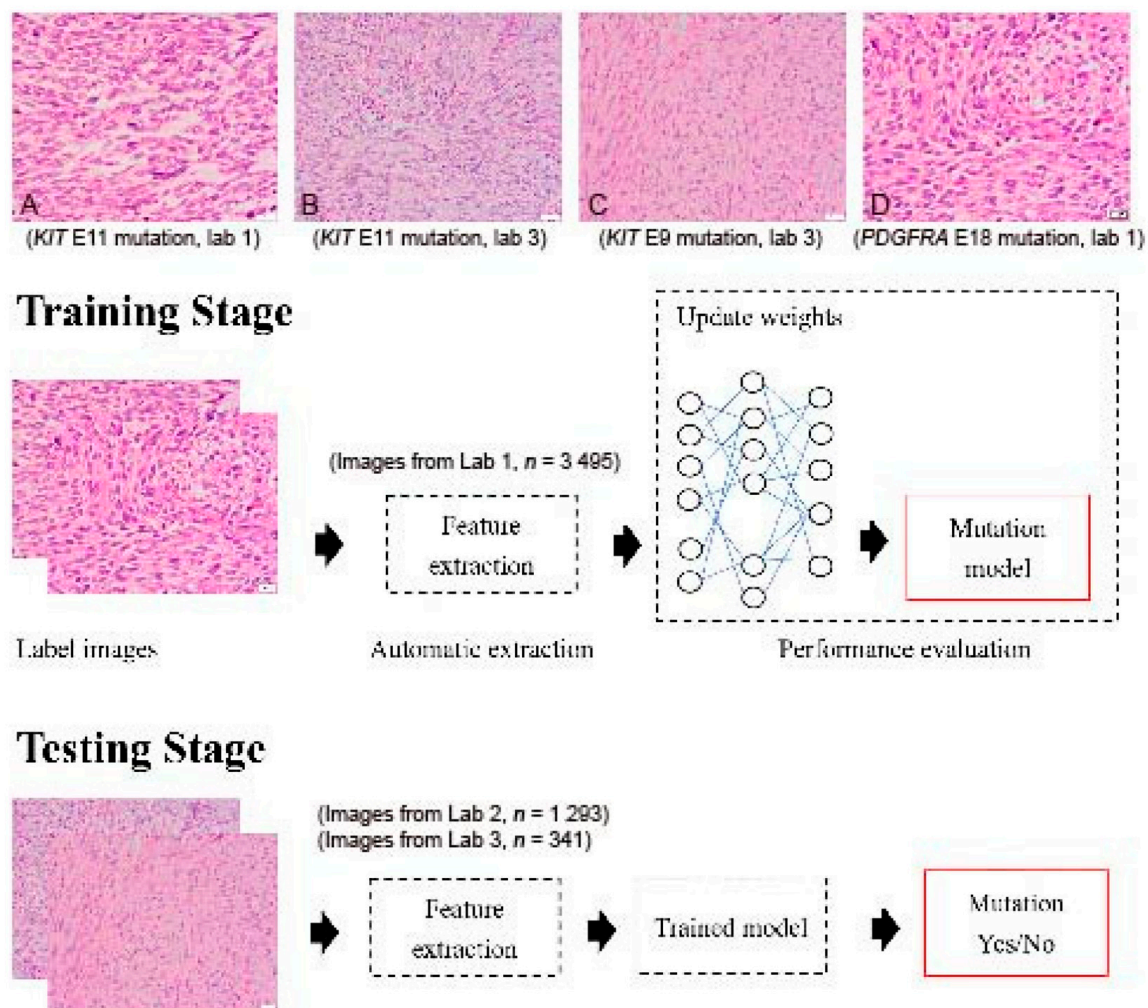 A
B
C
D
(KIT E11 mutation, lab 1)
(KIT E11 mutation, lab 3)
(KIT E9 mutation, lab 3)
(PDGFRA E18 mutation, lab 1)
Training Stage
Update weights
(Images from Lab 1, n = 3 495)
Feature
extraction
Mutation
model
Label images
Automatic extraction
Performance evaluation
Testing Stage
(Images from Lab 2, n = 1 293)
(Images from Lab 3, n = 341)
Feature
extraction
Trained model
Mutation
Yes/No